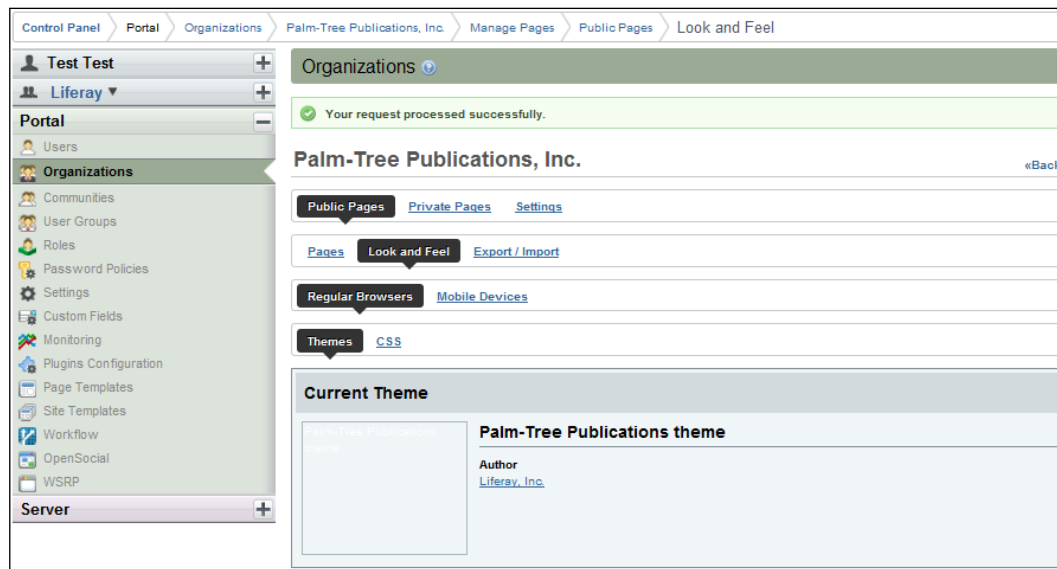 Control Panel Portal Organizations Palm-Tree Publications, Inc. Manage Pages Public Pages Look and Feel
Test Test
Liferay
Portal
Users
Organizations
Communities
User Groups
Roles
Password Policies
Settings
Custom Fields
Monitoring
Plugins Configuration
Page Templates
Site Templates
Workflow
OpenSocial
WSRP
Server
Organizations
Your request processed successfully.
Palm-Tree Publications, Inc.
«Back
Public Pages Private Pages Settings
Pages Look and Feel Export / Import
Regular Browsers Mobile Devices
Themes CSS
Current Theme
Palm-Tree Publications
theme
Palm-Tree Publications theme
Author
Liferay, Inc.